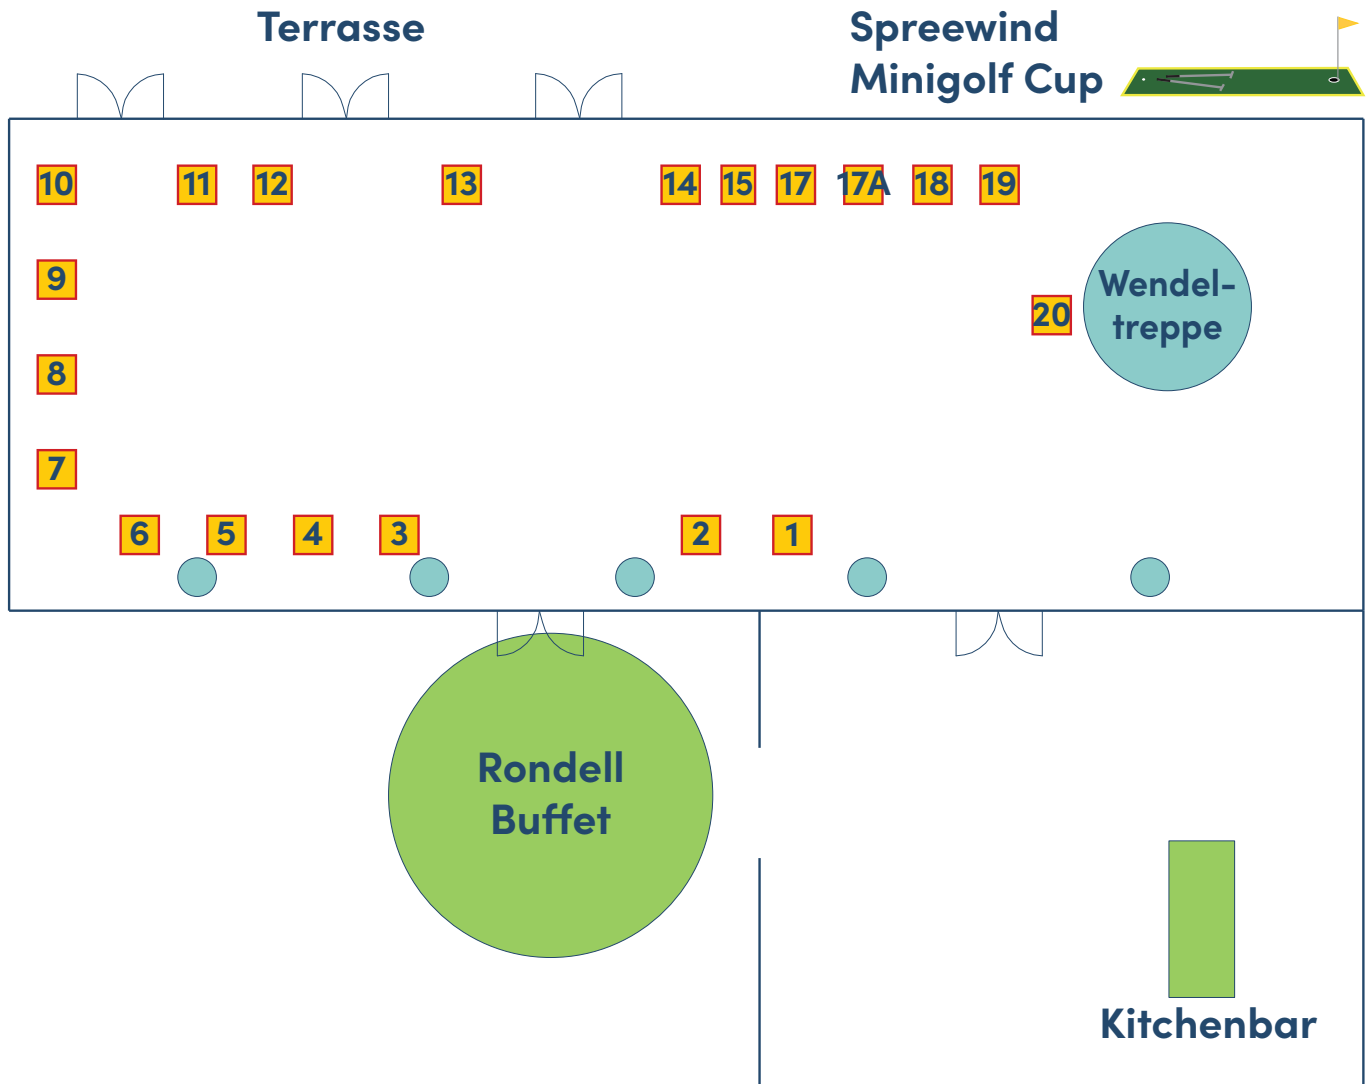 Terrasse
Spreewind
Minigolf Cup
10
11
12
13
14
15
17
17A
18
19
9
20
Wendel-
treppe
8
7
6
5
4
3
2
1
Rondell
Buffet
Kitchenbar